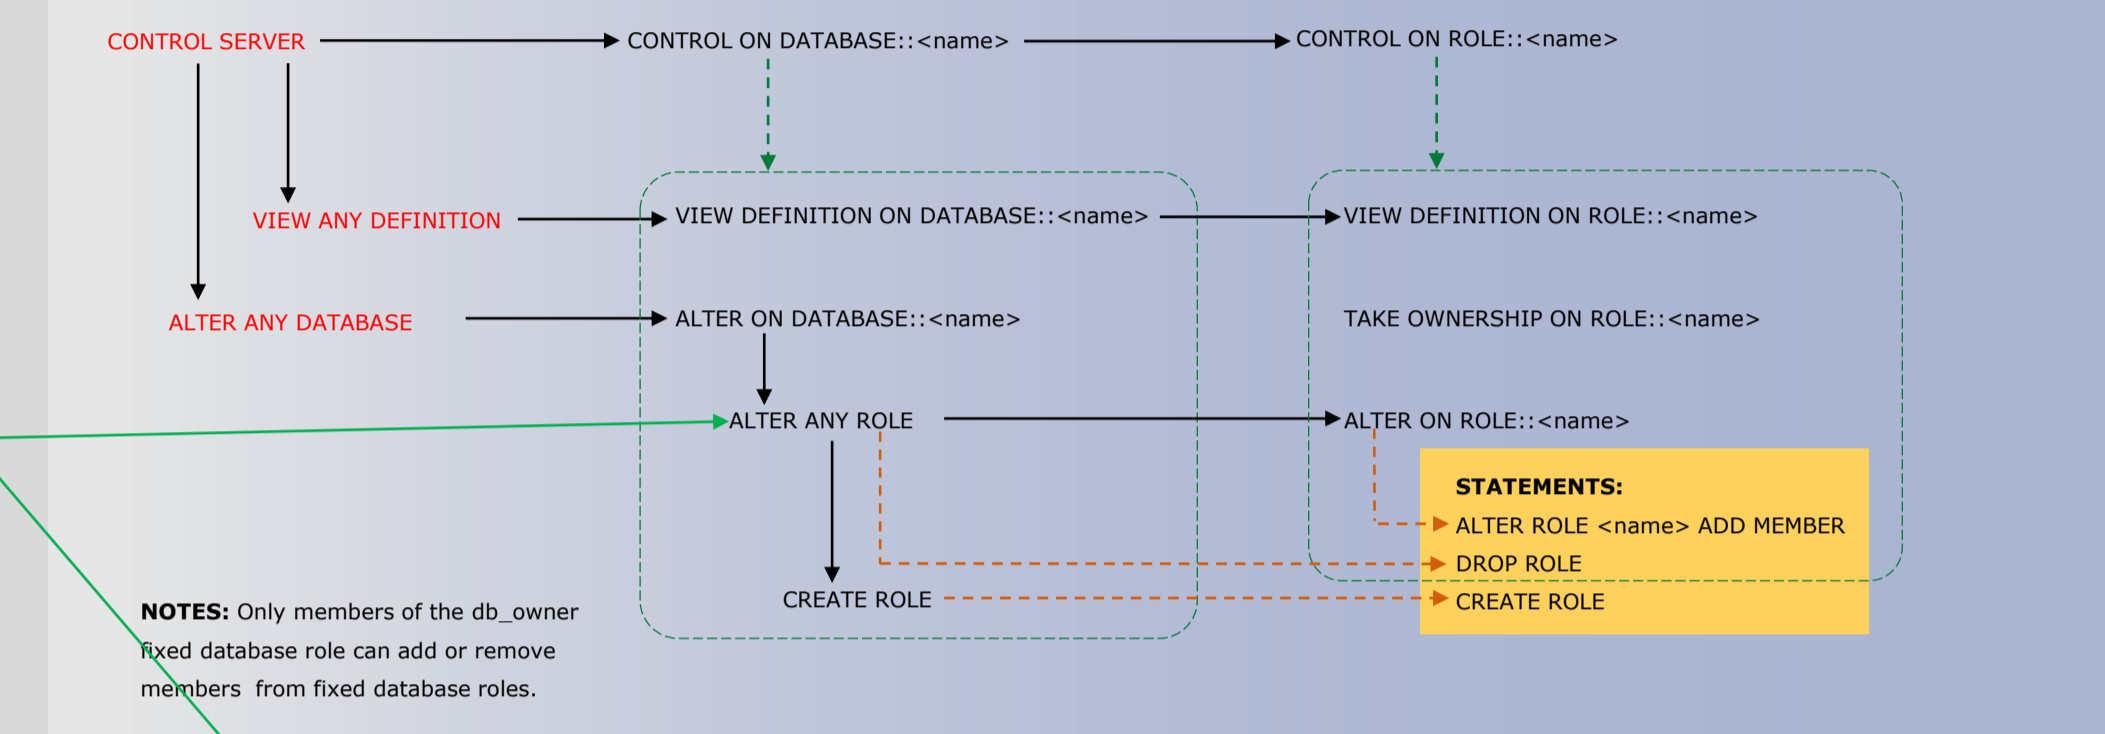 CONTROL SERVER
CONTROL ON DATABASE::<name>
CONTROL ON ROLE::<name>
VIEW ANY DEFINITION
VIEW DEFINITION ON DATABASE::<name>
VIEW DEFINITION ON ROLE::<name>
ALTER ANY DATABASE
ALTER ON DATABASE::<name>
TAKE OWNERSHIP ON ROLE::<name>
ALTER ANY ROLE
ALTER ON ROLE::<name>
STATEMENTS:
ALTER ROLE <name> ADD MEMBER
DROP ROLE
CREATE ROLE
CREATE ROLE
NOTES: Only members of the db_owner
fixed database role can add or remove
members  from fixed database roles.